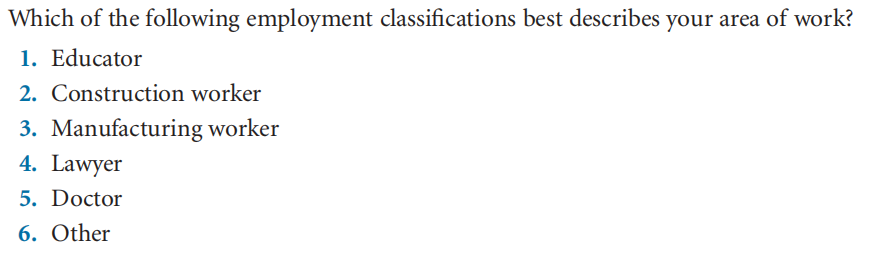 Which of the following employment classifications best describes your area of work?
1. Educator
2. Construction worker
3. Manufacturing worker
4. Lawyer
5. Doctor
6. Other